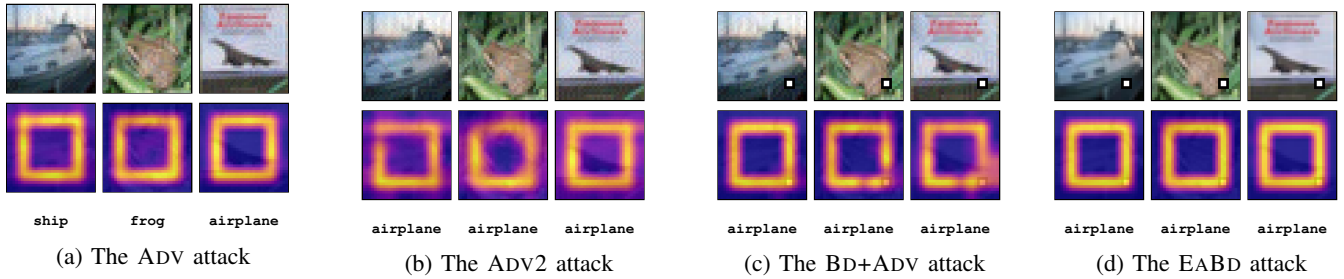 ship frog airplane
(a) The ADV attack
airplane airplane airplane
(b) The ADV2 attack
airplane airplane airplane
(c) The BD+ADV attack
airplane airplane airplane
(d) The EABD attack